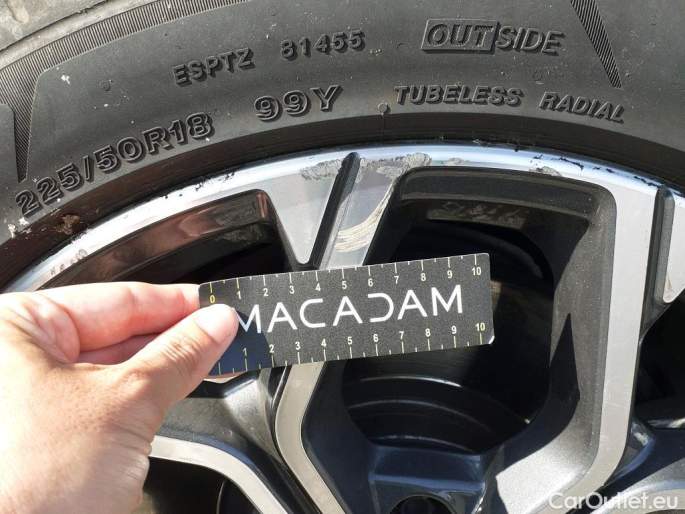 ESPTZ 81455 OUTSIDE
225/50R18 99Y TUBELESS RADIAL
0 1 2 3 4 5 6 7 8 9 10
MACADAM
1 2 3 4 5 6 7 8 9 10
CarOutlet.eu